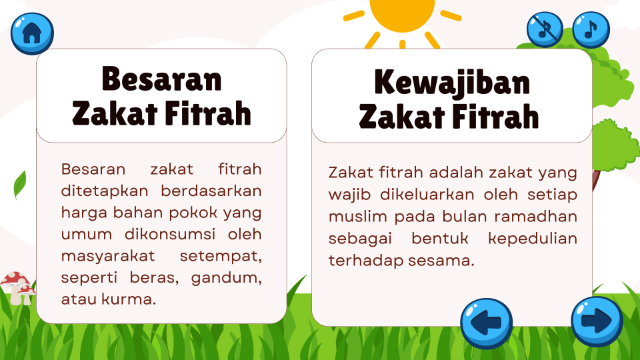 Besaran
Zakat Fitrah
Besaran zakat fitrah
ditetapkan berdasarkan
harga bahan pokok yang
umum dikonsumsi oleh
masyarakat setempat,
seperti beras, gandum,
atau kurma.
Kewajiban
Zakat Fitrah
Zakat fitrah adalah zakat yang
wajib dikeluarkan oleh setiap
muslim pada bulan ramadhan
sebagai bentuk kepedulian
terhadap sesama.